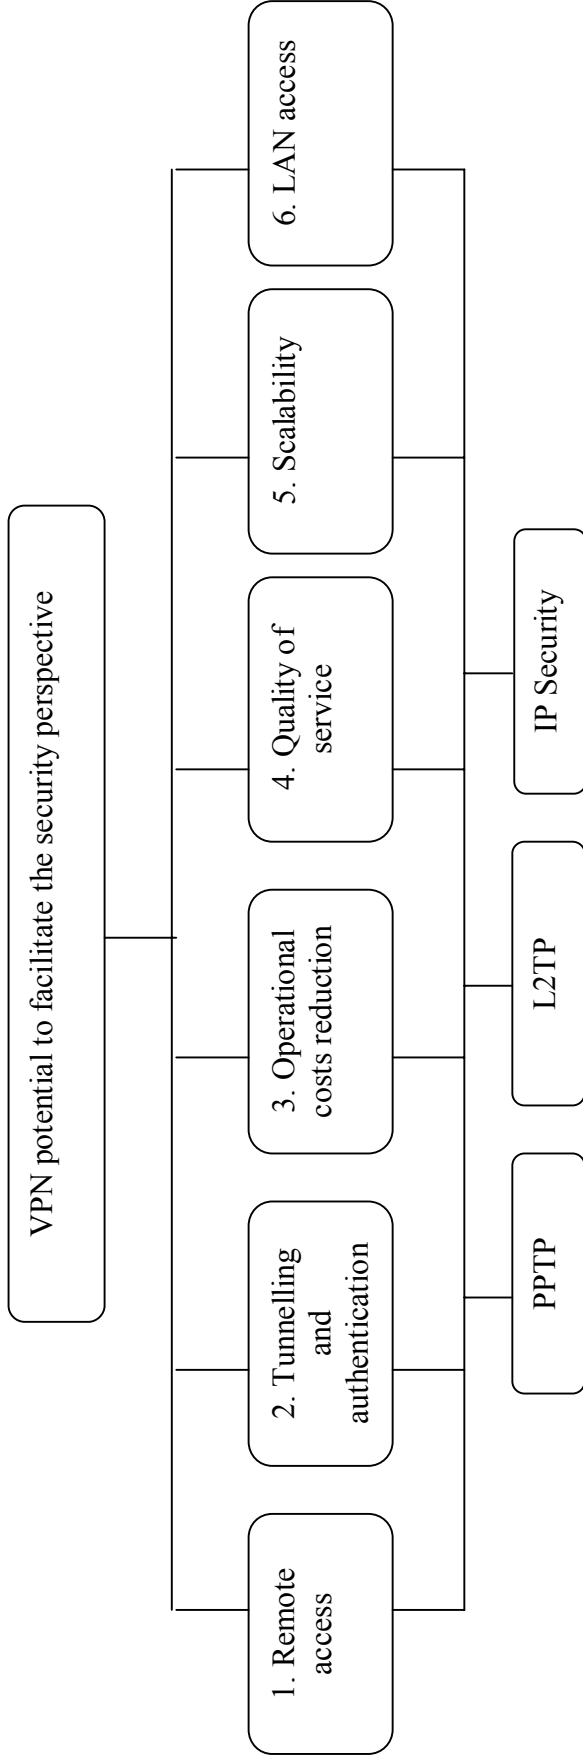 VPN potential to facilitate the security perspective
1. Remote
access
2. Tunnelling
and
authentication
3. Operational
costs reduction
4. Quality of
service
5. Scalability
6. LAN access
PPTP
L2TP
IP Security